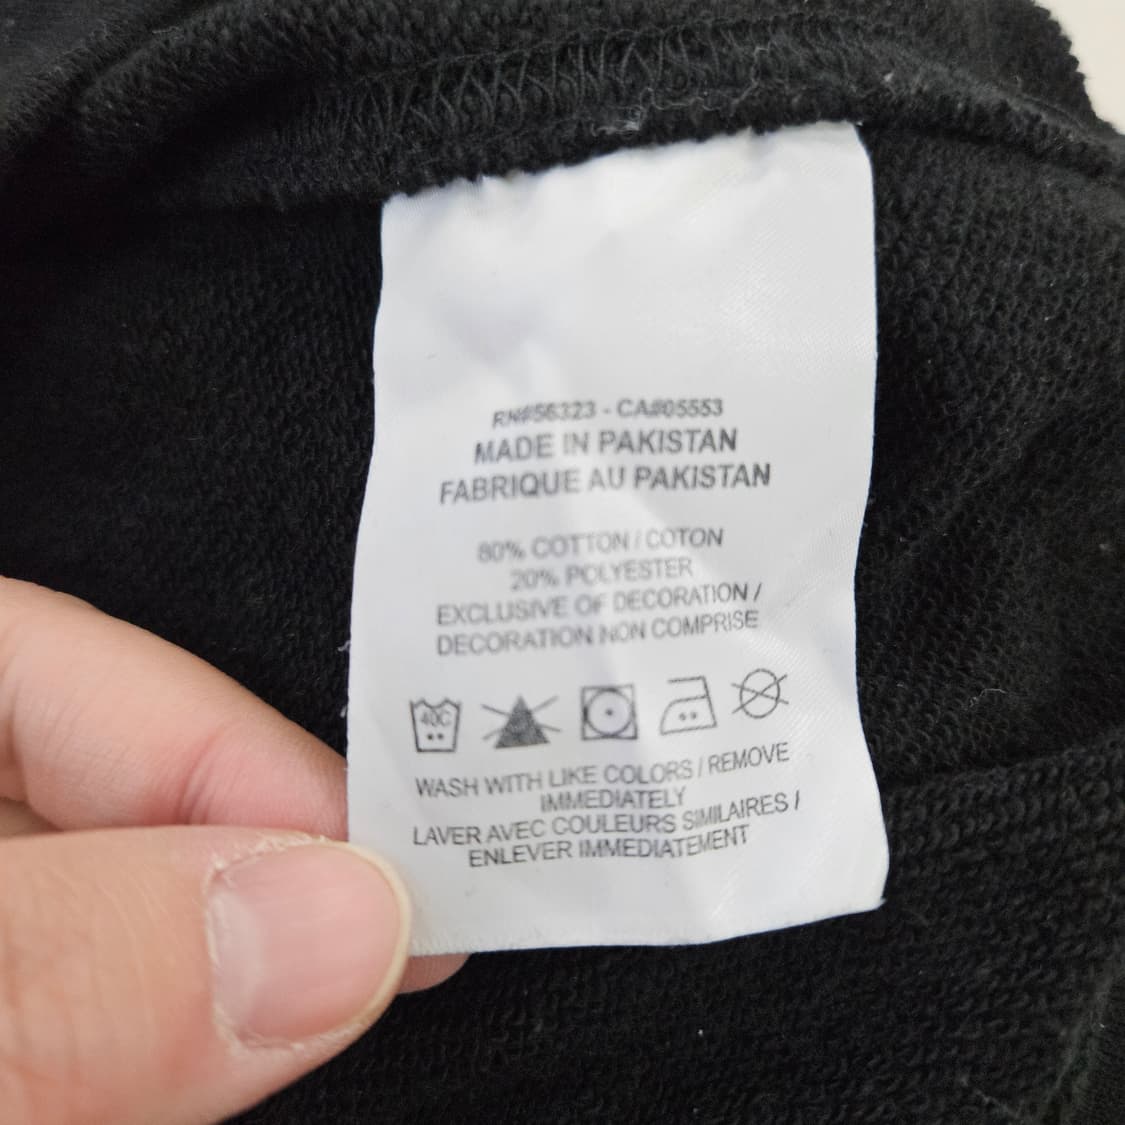 RN#56323 - CA#05553
MADE IN PAKISTAN
FABRIQUE AU PAKISTAN
80% COTTON / COTON
20% POLYESTER
EXCLUSIVE OF DECORATION /
DECORATION NON COMPRISE
40C
WASH WITH LIKE COLORS / REMOVE
IMMEDIATELY
LAVER AVEC COULEURS SIMILAIRES /
ENLEVER IMMEDIATEMENT